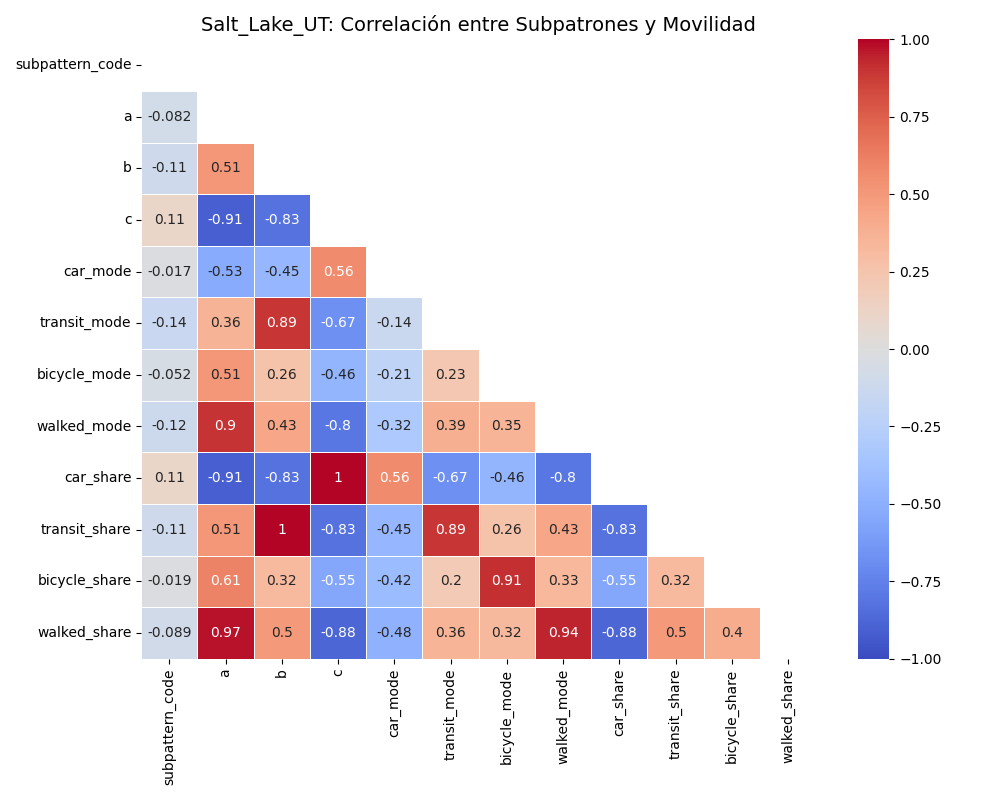 Salt_Lake_UT: Correlación entre Subpatrones y Movilidad
subpattern_code
a -0.082
b -0.11 0.51
c 0.11 -0.91 -0.83
car_mode -0.017 -0.53 -0.45 0.56
transit_mode -0.14 0.36 0.89 -0.67 -0.14
bicycle_mode -0.052 0.51 0.26 -0.46 -0.21 0.23
walked_mode -0.12 0.9 0.43 -0.8 -0.32 0.39 0.35
car_share 0.11 -0.91 -0.83 1 0.56 -0.67 -0.46 -0.8
transit_share -0.11 0.51 1 -0.83 -0.45 0.89 0.26 0.43 -0.83
bicycle_share -0.019 0.61 0.32 -0.55 -0.42 0.2 0.91 0.33 -0.55 0.32
walked_share -0.089 0.97 0.5 -0.88 -0.48 0.36 0.32 0.94 -0.88 0.5 0.4
subpattern_code a b c car_mode transit_mode bicycle_mode walked_mode car_share transit_share bicycle_share walked_share
1.00
0.75
0.50
0.25
0.00
−0.25
−0.50
−0.75
−1.00